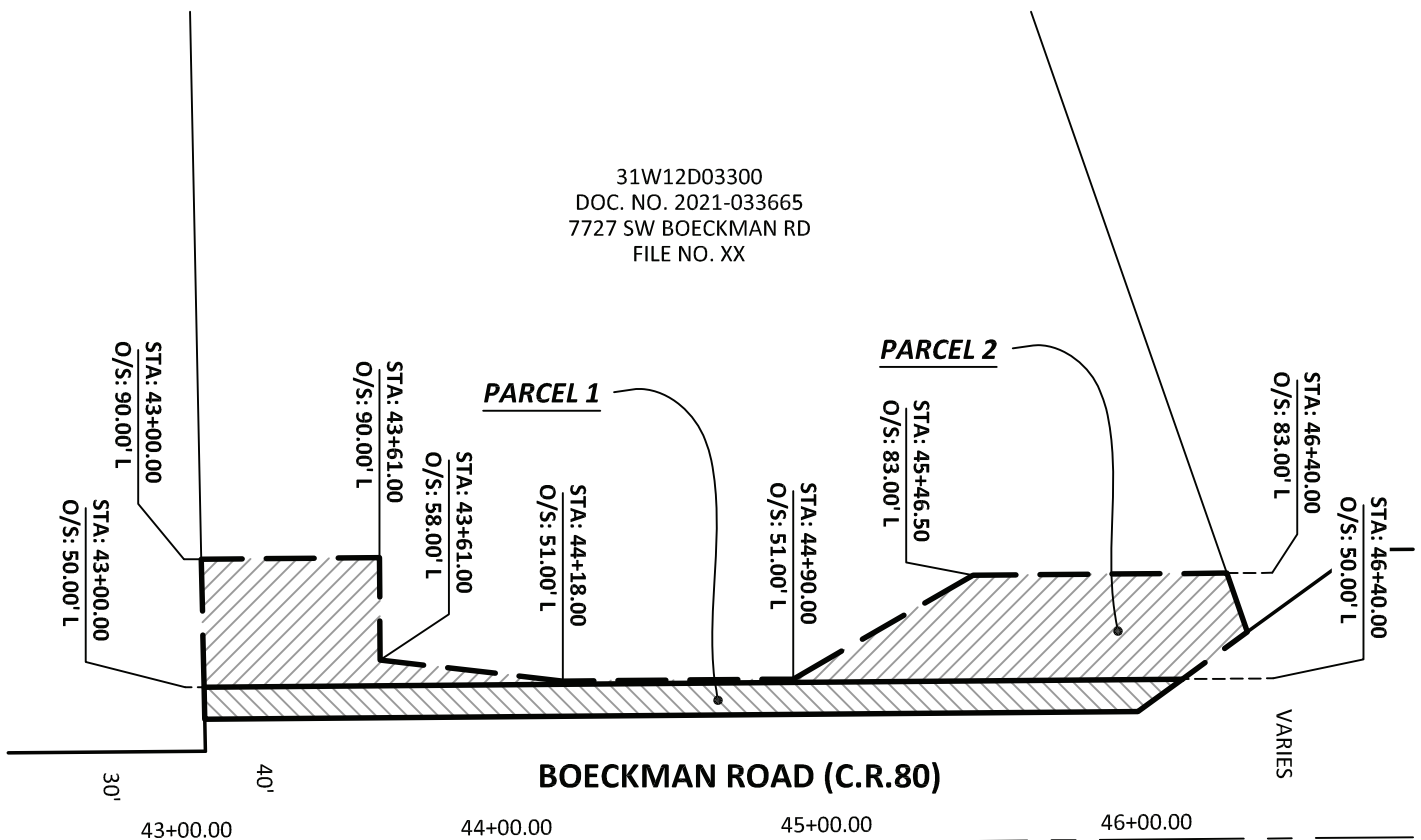 31W12D03300
DOC. NO. 2021-033665
7727 SW BOECKMAN RD
FILE NO. XX
PARCEL 2
PARCEL 1
STA: 43+00.00
O/S: 90.00' L
STA: 43+00.00
O/S: 50.00' L
STA: 43+61.00
O/S: 90.00' L
STA: 43+61.00
O/S: 58.00' L
STA: 44+18.00
O/S: 51.00' L
STA: 44+90.00
O/S: 51.00' L
STA: 45+46.50
O/S: 83.00' L
STA: 46+40.00
O/S: 83.00' L
STA: 46+40.00
O/S: 50.00' L
VARIES
30'
40'
BOECKMAN ROAD (C.R.80)
43+00.00
44+00.00
45+00.00
46+00.00